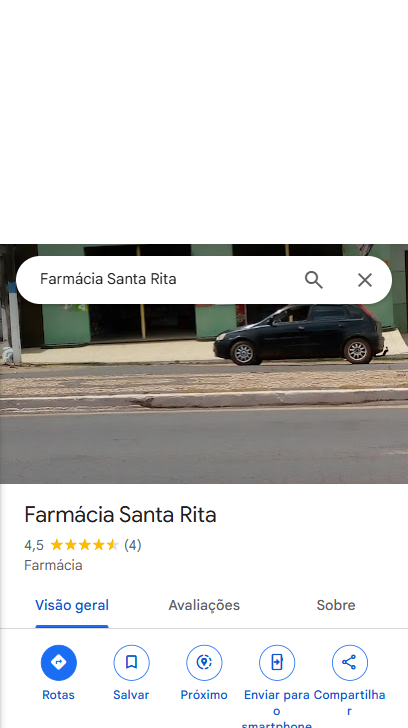 Farmácia Santa Rita
Farmácia Santa Rita
4,5 (4)
Farmácia
Visão geral Avaliações Sobre
Rotas Salvar Próximo Enviar para o smartphone Compartilhar